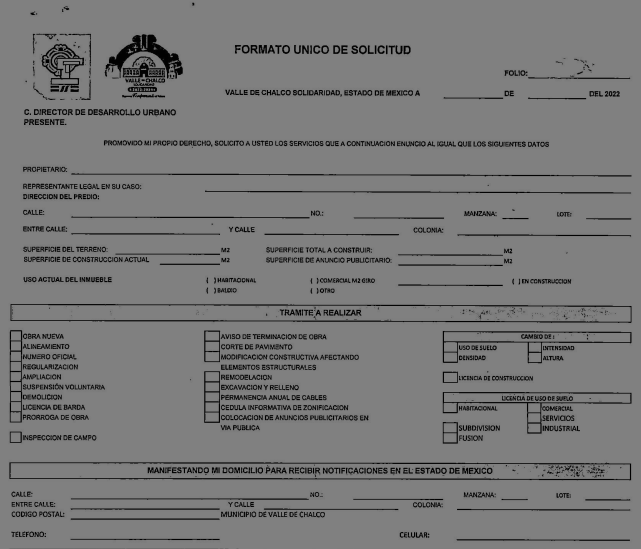 FORMATO UNICO DE SOLICITUD
FOLIO:
VALLE DE CHALCO
VALLE DE CHALCO SOLIDARIDAD, ESTADO DE MEXICO A DE DEL 2022
C. DIRECTOR DE DESARROLLO URBANO
PRESENTE.
PROMOVIDO MI PROPIO DERECHO, SOLICITO A USTED LOS SERVICIOS QUE A CONTINUACION ENUNCIO AL IGUAL QUE LOS SIGUIENTES DATOS
PROPIETARIO:
REPRESENTANTE LEGAL EN SU CASO:
DIRECCION DEL PREDIO:
CALLE: NO.: MANZANA: LOTE:
ENTRE CALLE: Y CALLE COLONIA:
SUPERFICIE DEL TERRENO: M2 SUPERFICIE TOTAL A CONSTRUIR: M2
SUPERFICIE DE CONSTRUCCION ACTUAL M2 SUPERFICIE DE ANUNCIO PUBLICITARIO: M2
USO ACTUAL DEL INMUEBLE ( ) HABITACIONAL ( ) COMERCIAL M2 GIRO ( ) EN CONSTRUCCION
( ) BALDIO ( ) OTRO
TRAMITE A REALIZAR
OBRA NUEVA
ALINEAMIENTO
NUMERO OFICIAL
REGULARIZACION
AMPLIACION
SUSPENSIÓN VOLUNTARIA
DEMOLICION
LICENCIA DE BARDA
PRORROGA DE OBRA
INSPECCION DE CAMPO
AVISO DE TERMINACION DE OBRA
CORTE DE PAVIMENTO
MODIFICACION CONSTRUCTIVA AFECTANDO
ELEMENTOS ESTRUCTURALES
REMODELACION
EXCAVACION Y RELLENO
PERMANENCIA ANUAL DE CABLES
CEDULA INFORMATIVA DE ZONIFICACION
COLOCACION DE ANUNCIOS PUBLICITARIOS EN
VIA PUBLICA
CAMBIO DE :
USO DE SUELO INTENSIDAD
DENSIDAD ALTURA
LICENCIA DE CONSTRUCCION
LICENCIA DE USO DE SUELO
HABITACIONAL COMERCIAL
SERVICIOS
SUBDIVISION INDUSTRIAL
FUSION
MANIFESTANDO MI DOMICILIO PARA RECIBIR NOTIFICACIONES EN EL ESTADO DE MEXICO
CALLE: NO.: MANZANA: LOTE:
ENTRE CALLE: Y CALLE COLONIA:
CODIGO POSTAL: MUNICIPIO DE VALLE DE CHALCO
TELEFONO: CELULAR: